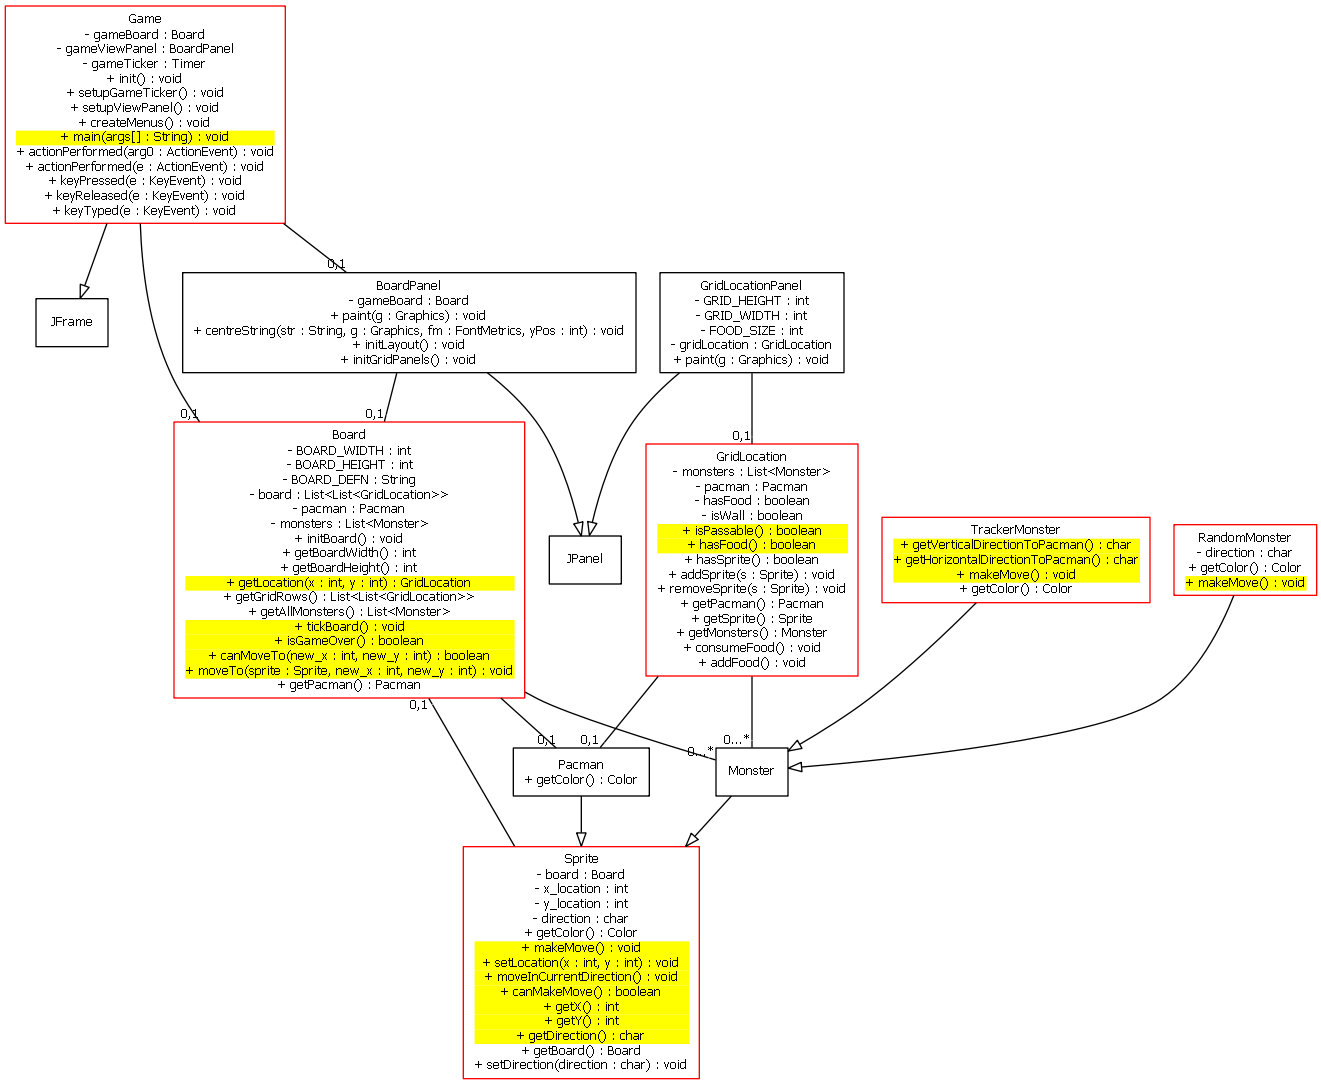 Game
- gameBoard : Board
- gameViewPanel : BoardPanel
- gameTicker : Timer
+ init() : void
+ setupGameTicker() : void
+ setupViewPanel() : void
+ createMenus() : void
+ main(args[] : String) : void
+ actionPerformed(arg0 : ActionEvent) : void
+ actionPerformed(e : ActionEvent) : void
+ keyPressed(e : KeyEvent) : void
+ keyReleased(e : KeyEvent) : void
+ keyTyped(e : KeyEvent) : void
0,1
JFrame
BoardPanel
- gameBoard : Board
+ paint(g : Graphics) : void
+ centreString(str : String, g : Graphics, fm : FontMetrics, yPos : int) : void
+ initLayout() : void
+ initGridPanels() : void
GridLocationPanel
- GRID_HEIGHT : int
- GRID_WIDTH : int
- FOOD_SIZE : int
- gridLocation : GridLocation
+ paint(g : Graphics) : void
0,1
0,1
0,1
Board
- BOARD_WIDTH : int
- BOARD_HEIGHT : int
- BOARD_DEFN : String
- board : List<List<GridLocation>>
- pacman : Pacman
- monsters : List<Monster>
+ initBoard() : void
+ getBoardWidth() : int
+ getBoardHeight() : int
+ getLocation(x : int, y : int) : GridLocation
+ getGridRows() : List<List<GridLocation>>
+ getAllMonsters() : List<Monster>
+ tickBoard() : void
+ isGameOver() : boolean
+ canMoveTo(new_x : int, new_y : int) : boolean
+ moveTo(sprite : Sprite, new_x : int, new_y : int) : void
+ getPacman() : Pacman
JPanel
GridLocation
- monsters : List<Monster>
- pacman : Pacman
- hasFood : boolean
- isWall : boolean
+ isPassable() : boolean
+ hasFood() : boolean
+ hasSprite() : boolean
+ addSprite(s : Sprite) : void
+ removeSprite(s : Sprite) : void
+ getPacman() : Pacman
+ getSprite() : Sprite
+ getMonsters() : Monster
+ consumeFood() : void
+ addFood() : void
TrackerMonster
+ getVerticalDirectionToPacman() : char
+ getHorizontalDirectionToPacman() : char
+ makeMove() : void
+ getColor() : Color
RandomMonster
- direction : char
+ getColor() : Color
+ makeMove() : void
0,1
0,1
0,1
0...*
0...*
Pacman
+ getColor() : Color
Monster
Sprite
- board : Board
- x_location : int
- y_location : int
- direction : char
+ getColor() : Color
+ makeMove() : void
+ setLocation(x : int, y : int) : void
+ moveInCurrentDirection() : void
+ canMakeMove() : boolean
+ getX() : int
+ getY() : int
+ getDirection() : char
+ getBoard() : Board
+ setDirection(direction : char) : void